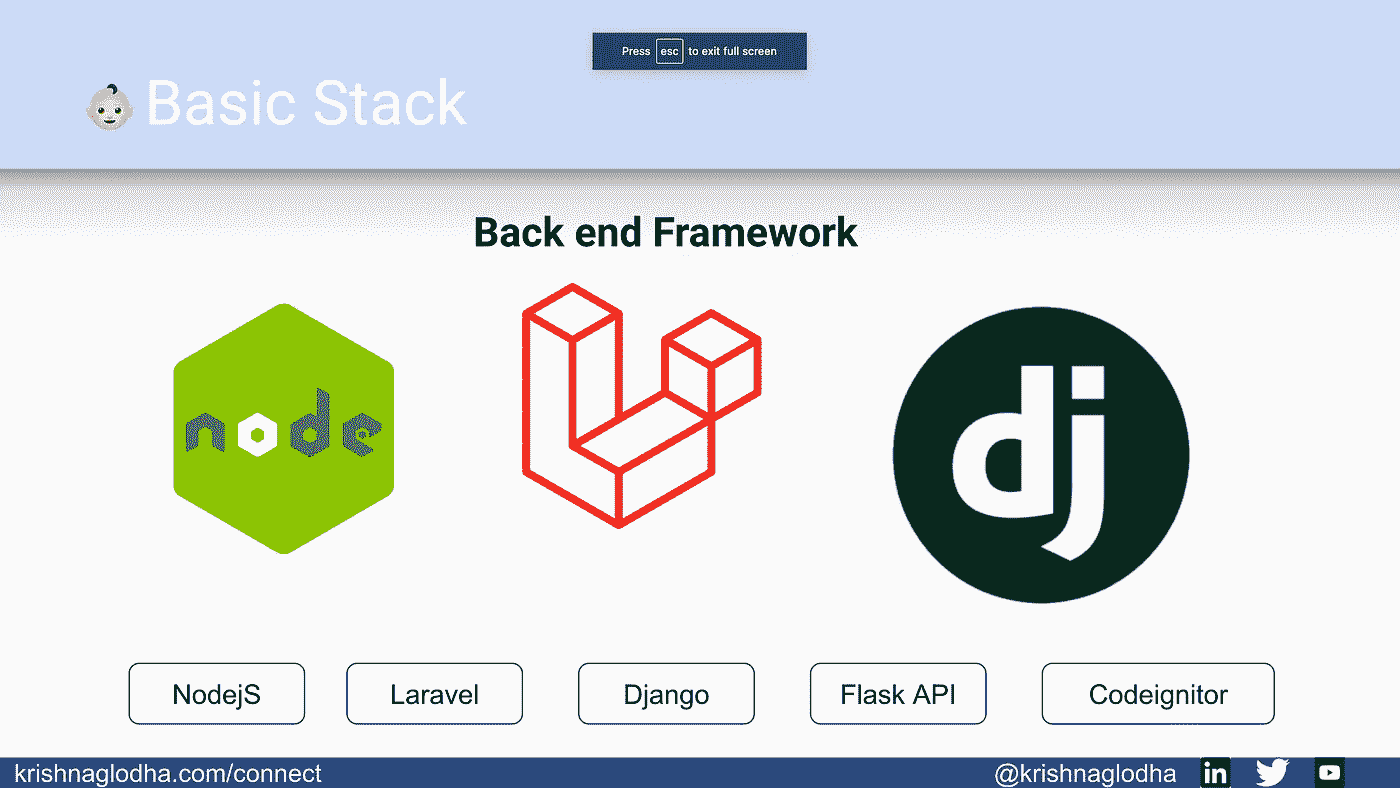 Press esc to exit full screen
Basic Stack
Back end Framework
node
dj
NodejS
Laravel
Django
Flask API
Codeignitor
krishnaglodha.com/connect
@krishnaglodha
in